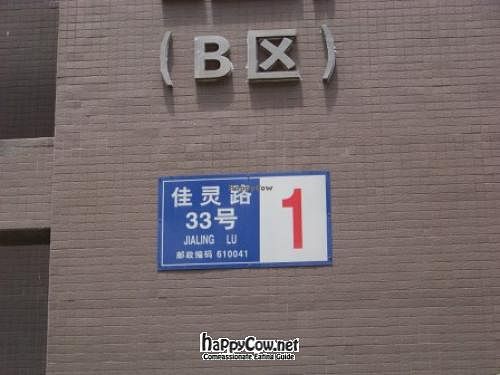 (B区)
佳灵路
33号
JIALING LU
邮政编码 610041
1
HappyCow
haPPyCow.net
Compassionate Eating Guide